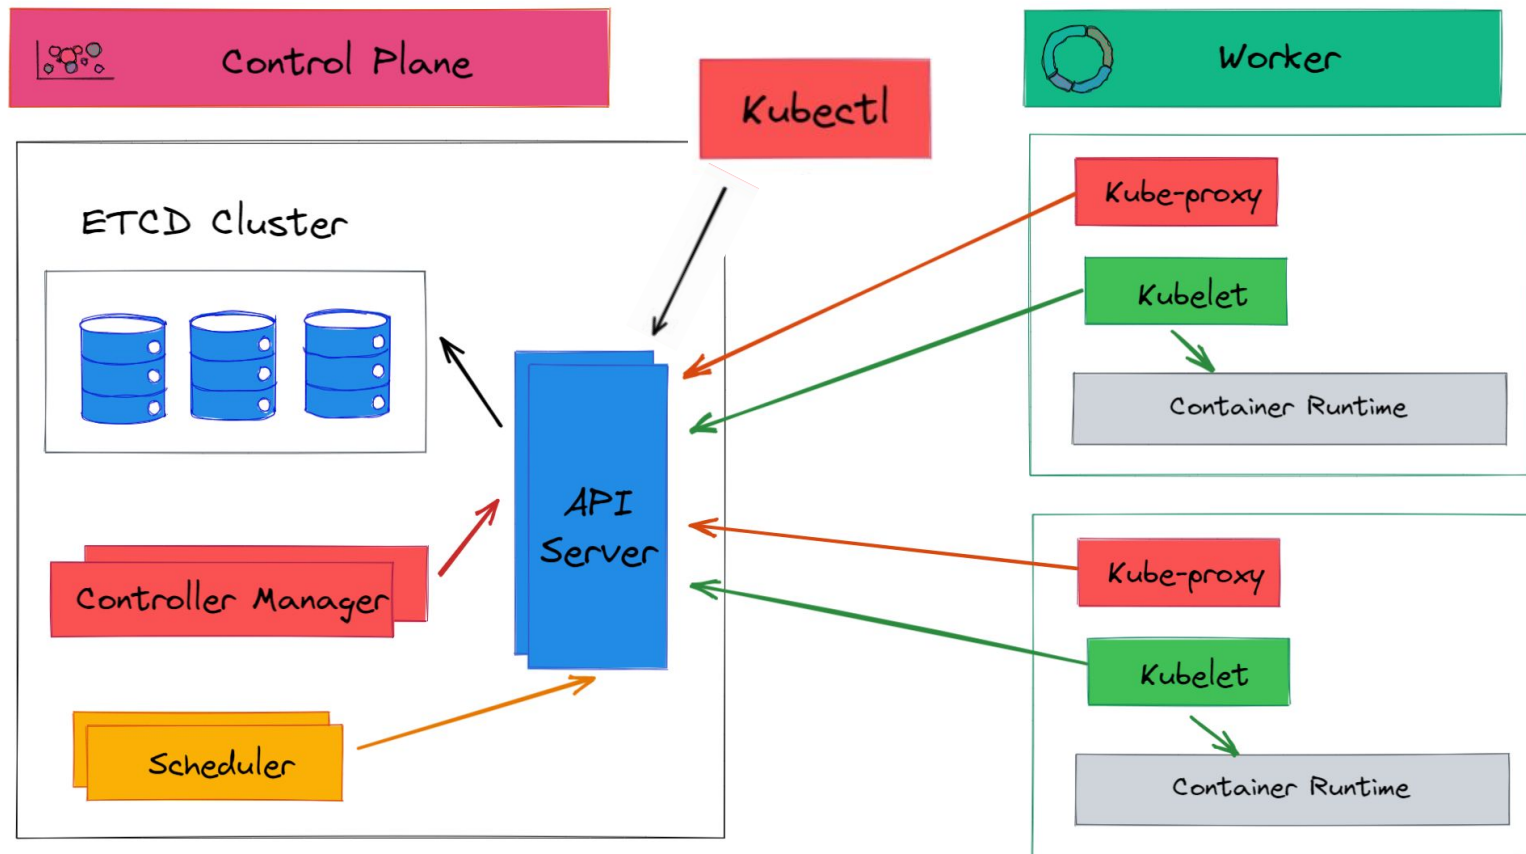 Control Plane
Kubectl
Worker
ETCD Cluster
API
Server
Controller Manager
Scheduler
Kube-proxy
Kubelet
Container Runtime
Kube-proxy
Kubelet
Container Runtime